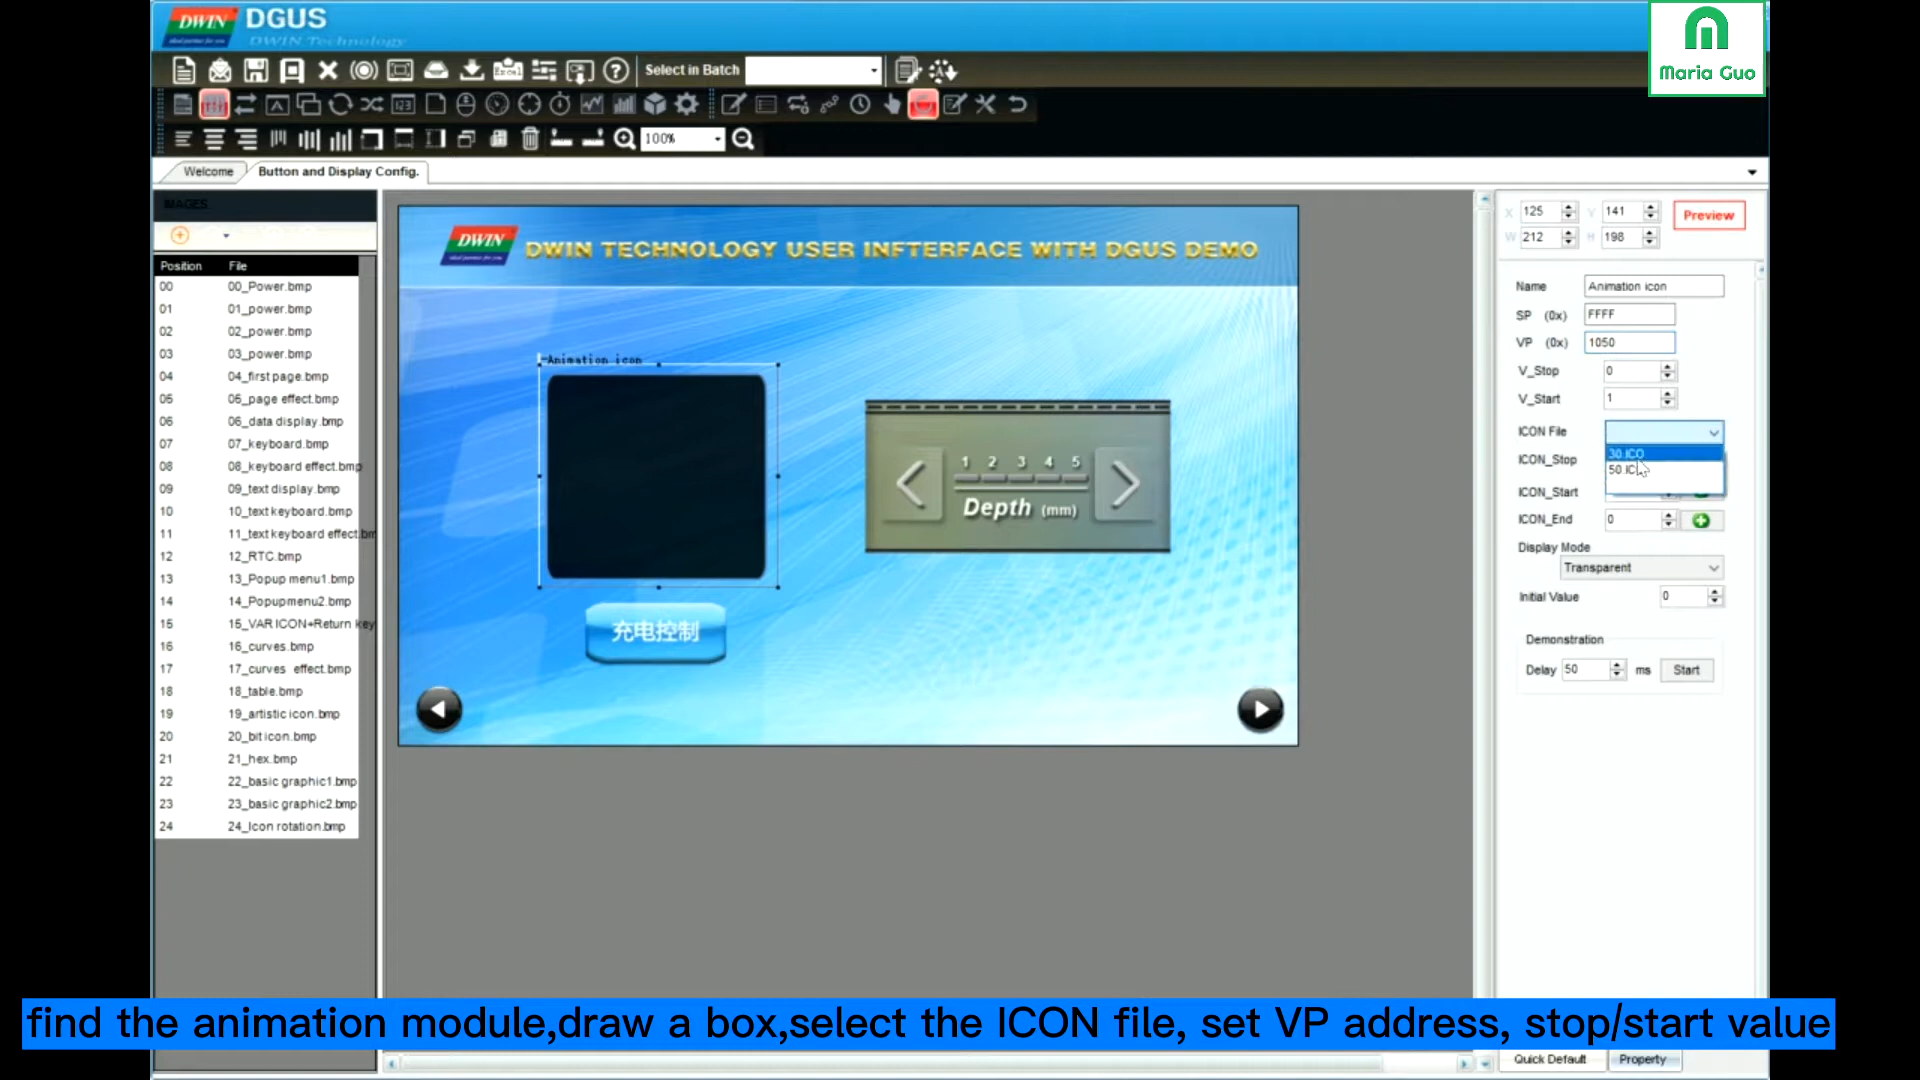 DWIN
DGUS
DWIN Technology
Maria Guo
Select in Batch
100%
Welcome
Button and Display Config.
IMAGES
Position File
00 00_Power.bmp
01 01_power.bmp
02 02_power.bmp
03 03_power.bmp
04 04_first page.bmp
05 05_page effect.bmp
06 06_data display.bmp
07 07_keyboard.bmp
08 08_keyboard effect.bmp
09 09_text display.bmp
10 10_text keyboard.bmp
11 11_text keyboard effect.bm
12 12_RTC.bmp
13 13_Popup menu1.bmp
14 14_Popupmenu2.bmp
15 15_VAR ICON+Return key
16 16_curves.bmp
17 17_curves effect.bmp
18 18_table.bmp
19 19_artistic icon.bmp
20 20_bit icon.bmp
21 21_hex.bmp
22 22_basic graphic1.bmp
23 23_basic graphic2.bmp
24 24_Icon rotation.bmp
DWIN
DWIN TECHNOLOGY USER INFTERFACE WITH DGUS DEMO
Animation icon
1 2 3 4 5
Depth (mm)
充电控制
X 125 Y 141
W 212 H 198
Preview
Name Animation icon
SP (0x) FFFF
VP (0x) 1050
V_Stop 0
V_Start 1
ICON File
30.ICO
ICON_Stop
50.IC
ICON_Start
ICON_End 0
Display Mode
Transparent
Initial Value 0
Demonstration
Delay 50 ms Start
find the animation module,draw a box,select the ICON file, set VP address, stop/start value
Quick Default Property